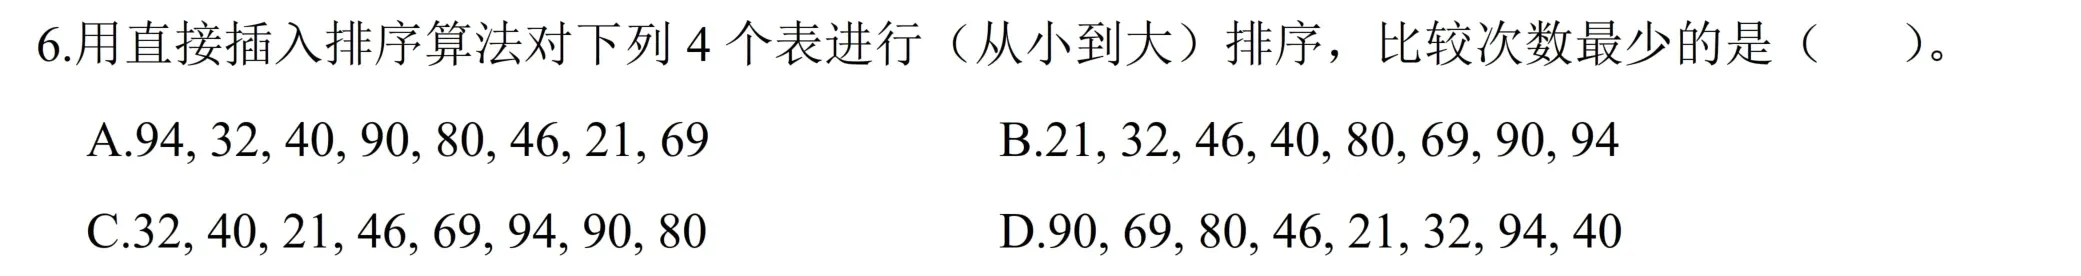 6.用直接插入排序算法对下列 4 个表进行（从小到大）排序，比较次数最少的是（  ）。
A.94, 32, 40, 90, 80, 46, 21, 69 B.21, 32, 46, 40, 80, 69, 90, 94
C.32, 40, 21, 46, 69, 94, 90, 80 D.90, 69, 80, 46, 21, 32, 94, 40